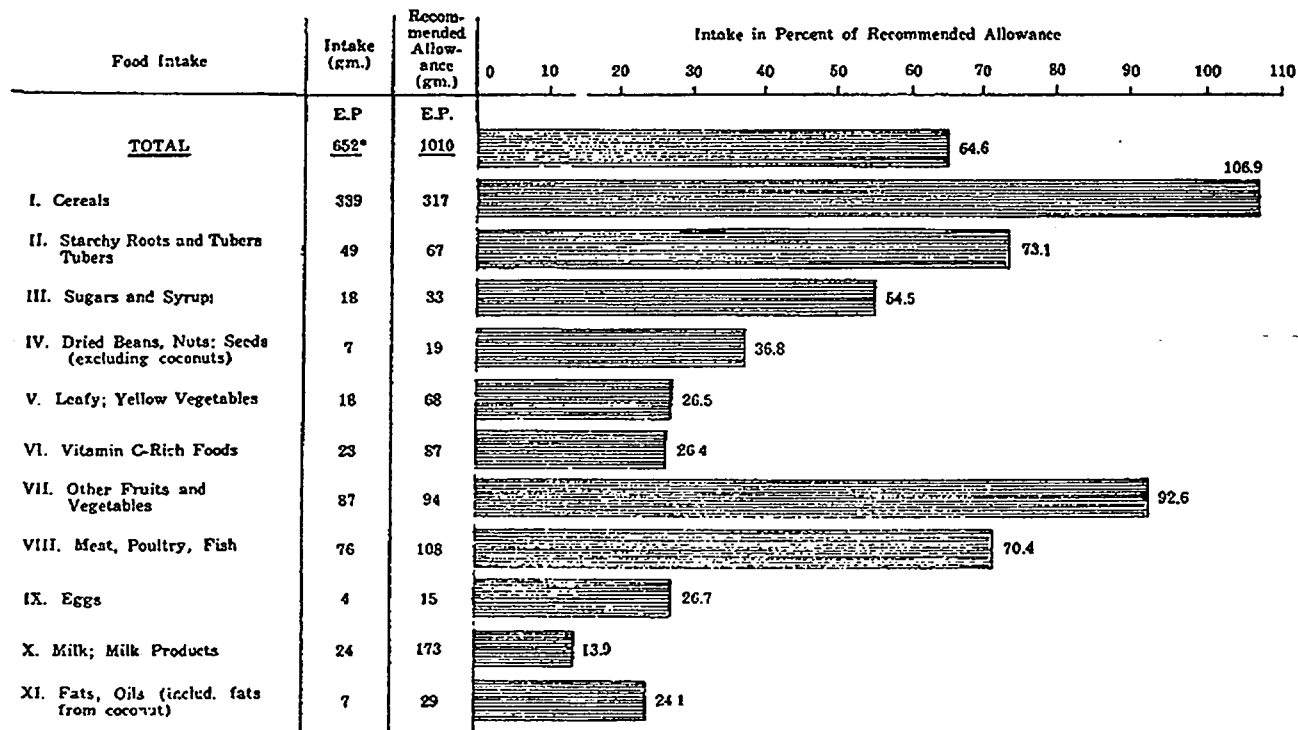 Food Intake
Intake
(gm.)
Recom-
mended
Allow-
ance
(gm.)
Intake in Percent of Recommended Allowance
0 10 20 30 40 50 60 70 80 90 100 110
E.P E.P.
TOTAL 652* 1010 64.6
I. Cereals 339 317 106.9
II. Starchy Roots and Tubers
Tubers 49 67 73.1
III. Sugars and Syrups 18 33 54.5
IV. Dried Beans, Nuts; Seeds
(excluding coconuts) 7 19 36.8
V. Leafy; Yellow Vegetables 18 68 26.5
VI. Vitamin C-Rich Foods 23 87 26.4
VII. Other Fruits and
Vegetables 87 94 92.6
VIII. Meat, Poultry, Fish 76 108 70.4
IX. Eggs 4 15 26.7
X. Milk; Milk Products 24 173 13.9
XI. Fats, Oils (includ. fats
from coconut) 7 29 24.1